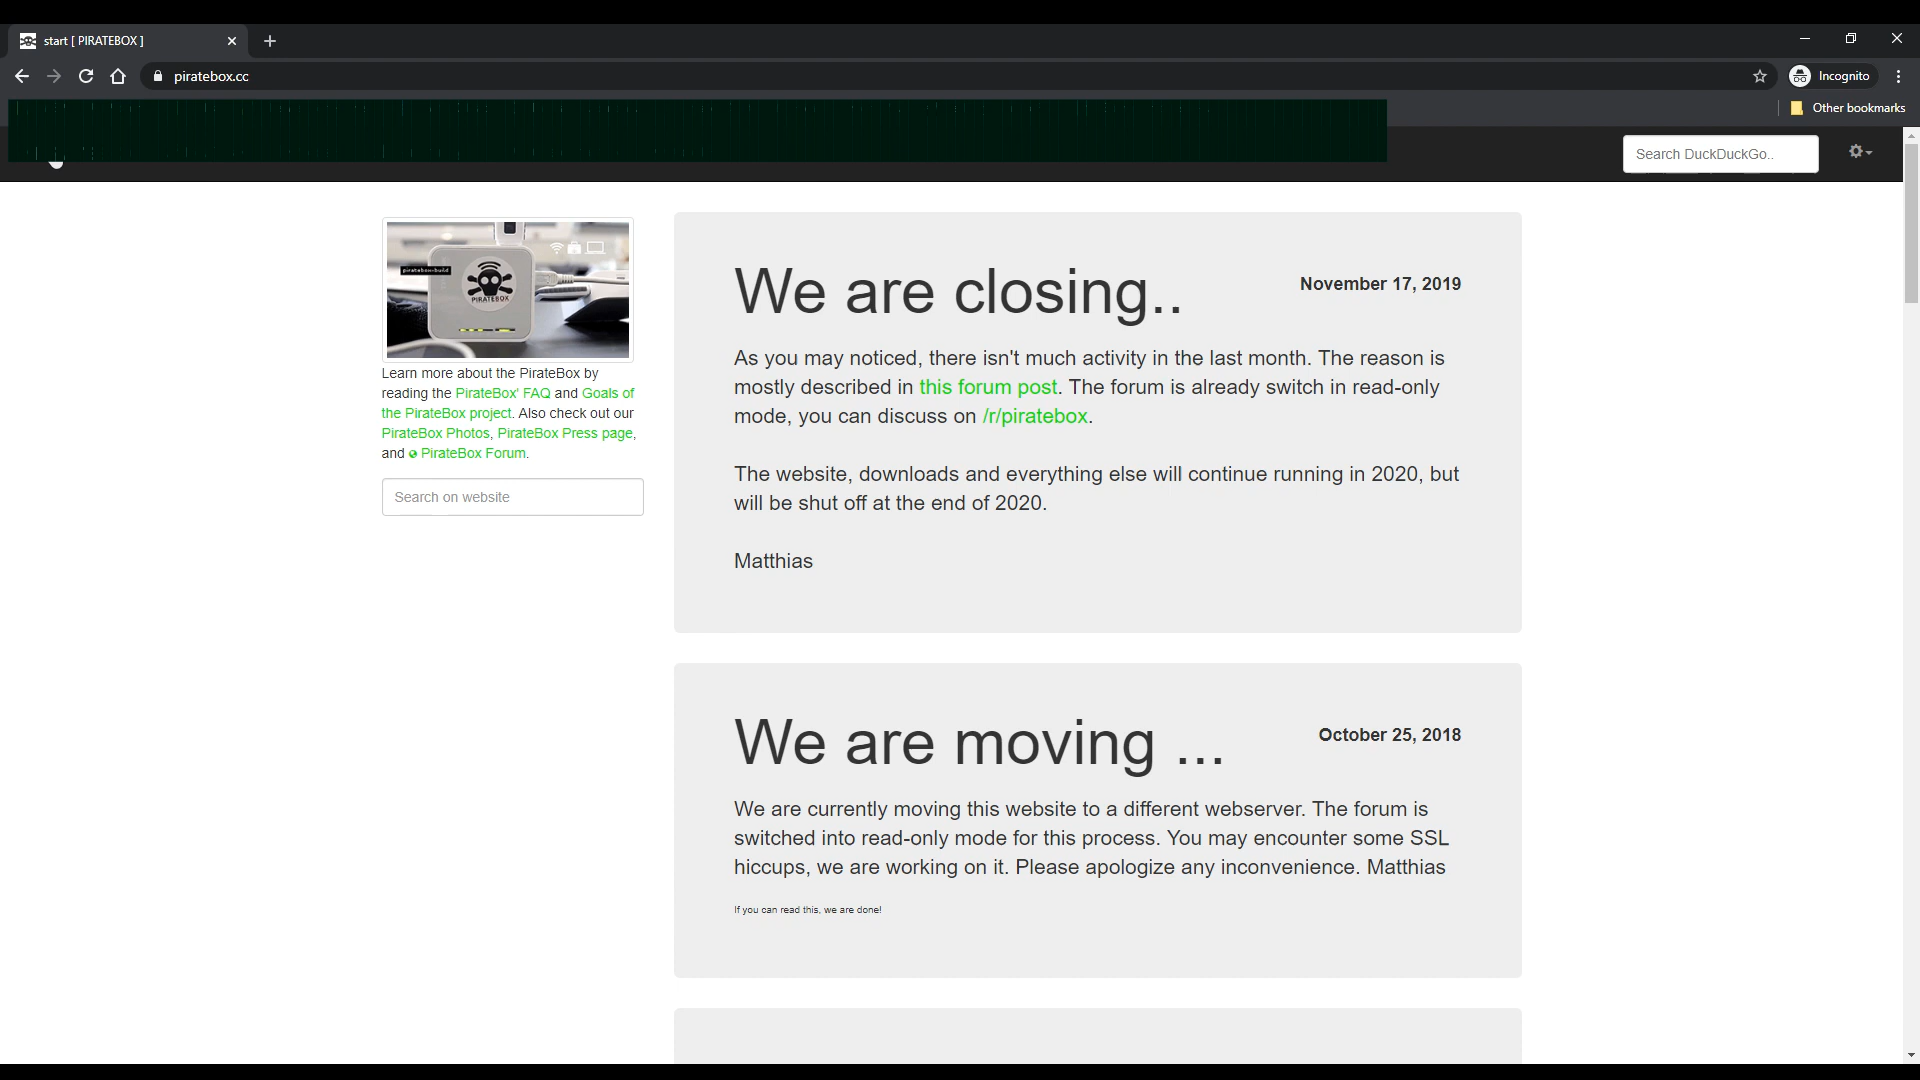 start [ PIRATEBOX ]
piratebox.cc
Incognito
Other bookmarks
Search DuckDuckGo..
piratebox-build
PIRATEBOX
Learn more about the PirateBox by
reading the PirateBox' FAQ and Goals of
the PirateBox project. Also check out our
PirateBox Photos, PirateBox Press page,
and PirateBox Forum.
Search on website
We are closing..
November 17, 2019
As you may noticed, there isn't much activity in the last month. The reason is
mostly described in this forum post. The forum is already switch in read-only
mode, you can discuss on /r/piratebox.
The website, downloads and everything else will continue running in 2020, but
will be shut off at the end of 2020.
Matthias
We are moving ...
October 25, 2018
We are currently moving this website to a different webserver. The forum is
switched into read-only mode for this process. You may encounter some SSL
hiccups, we are working on it. Please apologize any inconvenience. Matthias
If you can read this, we are done!